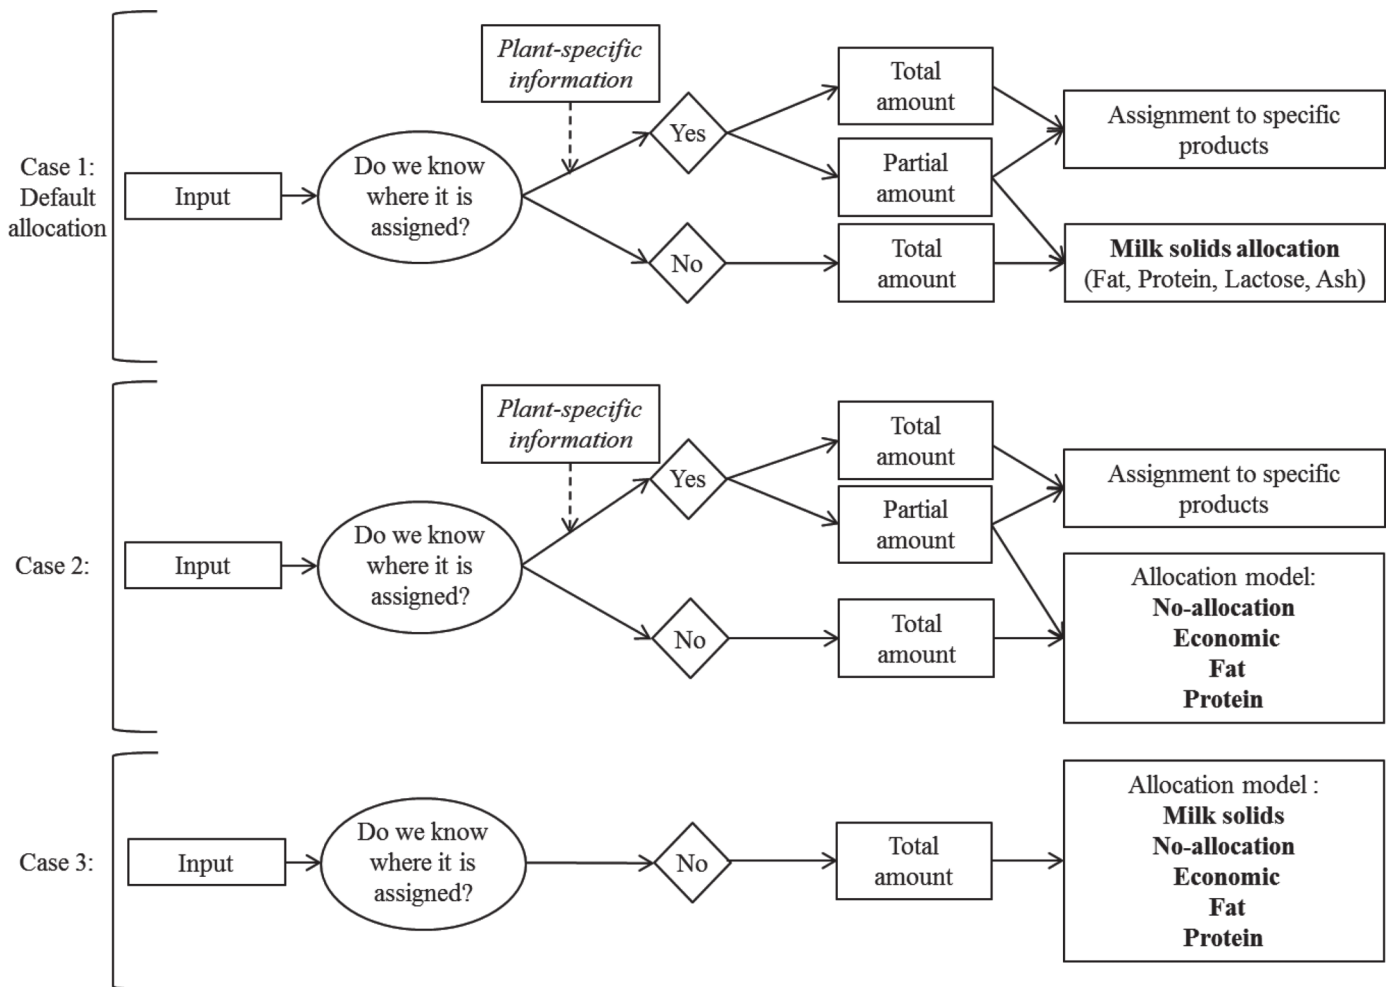 Case 1:
Default
allocation
Input
Do we know
where it is
assigned?
Plant-specific
information
Yes
No
Total
amount
Partial
amount
Total
amount
Assignment to specific
products
Milk solids allocation
(Fat, Protein, Lactose, Ash)
Case 2:
Input
Do we know
where it is
assigned?
Plant-specific
information
Yes
No
Total
amount
Partial
amount
Total
amount
Assignment to specific
products
Allocation model:
No-allocation
Economic
Fat
Protein
Case 3:
Input
Do we know
where it is
assigned?
No
Total
amount
Allocation model :
Milk solids
No-allocation
Economic
Fat
Protein